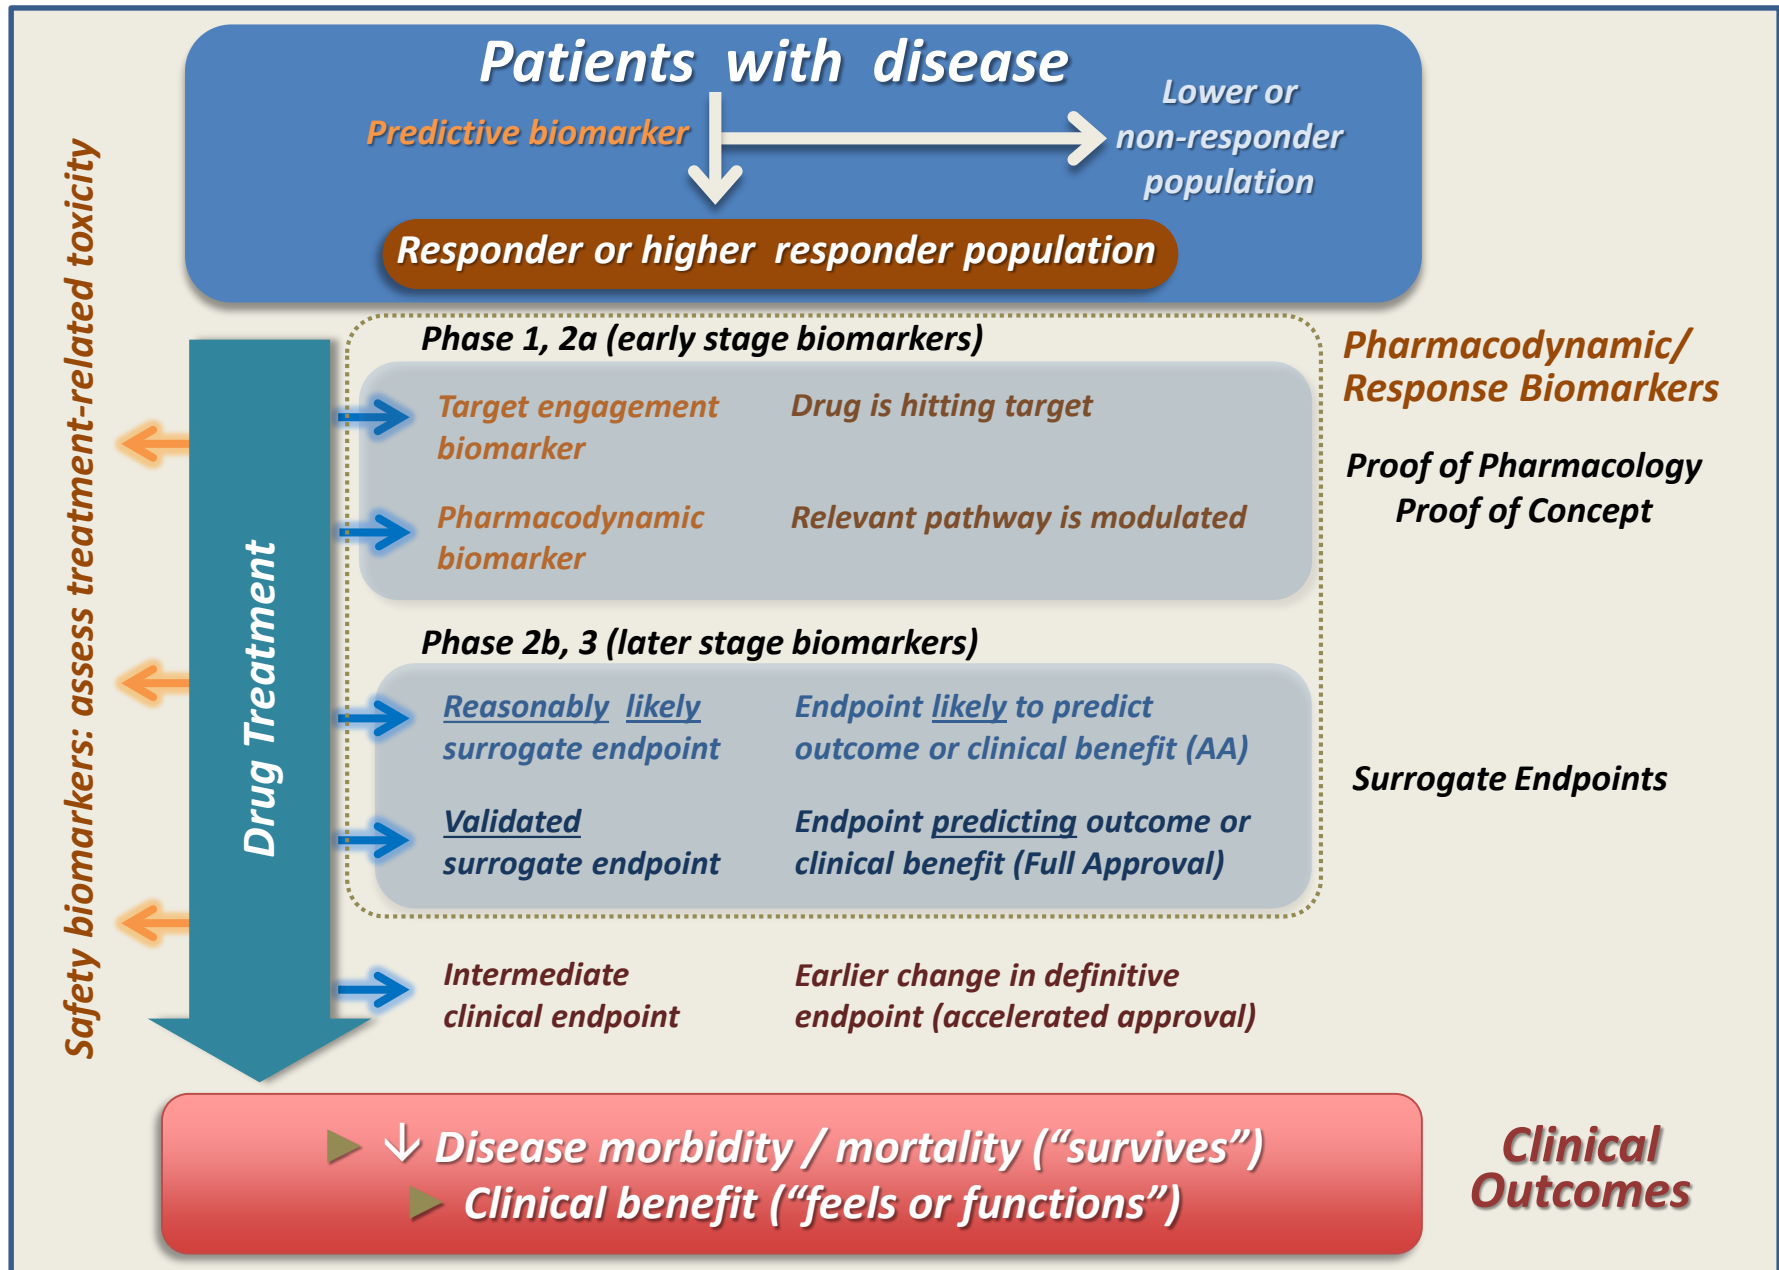 Patients with disease
Predictive biomarker
Lower or
non-responder
population
Responder or higher responder population
Safety biomarkers: assess treatment-related toxicity
Drug Treatment
Phase 1, 2a (early stage biomarkers)
Target engagement
biomarker
Drug is hitting target
Pharmacodynamic
biomarker
Relevant pathway is modulated
Pharmacodynamic/
Response Biomarkers
Proof of Pharmacology
Proof of Concept
Phase 2b, 3 (later stage biomarkers)
Reasonably likely
surrogate endpoint
Endpoint likely to predict
outcome or clinical benefit (AA)
Validated
surrogate endpoint
Endpoint predicting outcome or
clinical benefit (Full Approval)
Surrogate Endpoints
Intermediate
clinical endpoint
Earlier change in definitive
endpoint (accelerated approval)
► ↓ Disease morbidity / mortality (“survives”)
► Clinical benefit (“feels or functions”)
Clinical
Outcomes